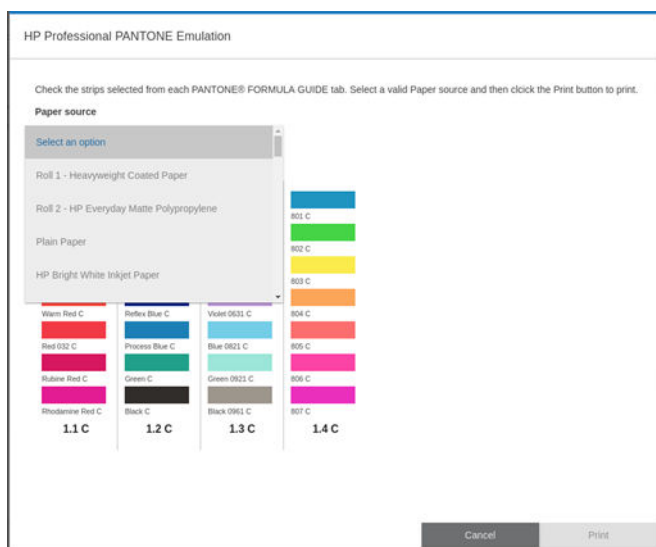 HP Professional PANTONE Emulation
Check the strips selected from each PANTONE® FORMULA GUIDE tab. Select a valid Paper source and then clcick the Print button to print.
Paper source
Select an option
Roll 1 - Heavyweight Coated Paper
Roll 2 - HP Everyday Matte Polypropylene
Plain Paper
HP Bright White Inkjet Paper
801 C
802 C
803 C
Warm Red C Reflex Blue C Violet 0631 C 804 C
Red 032 C Process Blue C Blue 0821 C 805 C
Rubine Red C Green C Green 0921 C 806 C
Rhodamine Red C Black C Black 0961 C 807 C
1.1 C 1.2 C 1.3 C 1.4 C
Cancel Print